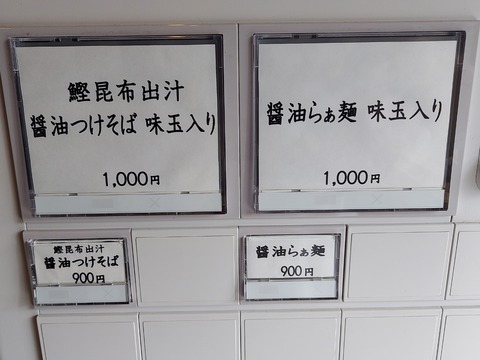 鰹昆布出汁
醤油つけそば 味玉入り
1,000円
醤油らぁ麺 味玉入り
1,000円
鰹昆布出汁
醤油つけそば
900円
醤油らぁ麺
900円